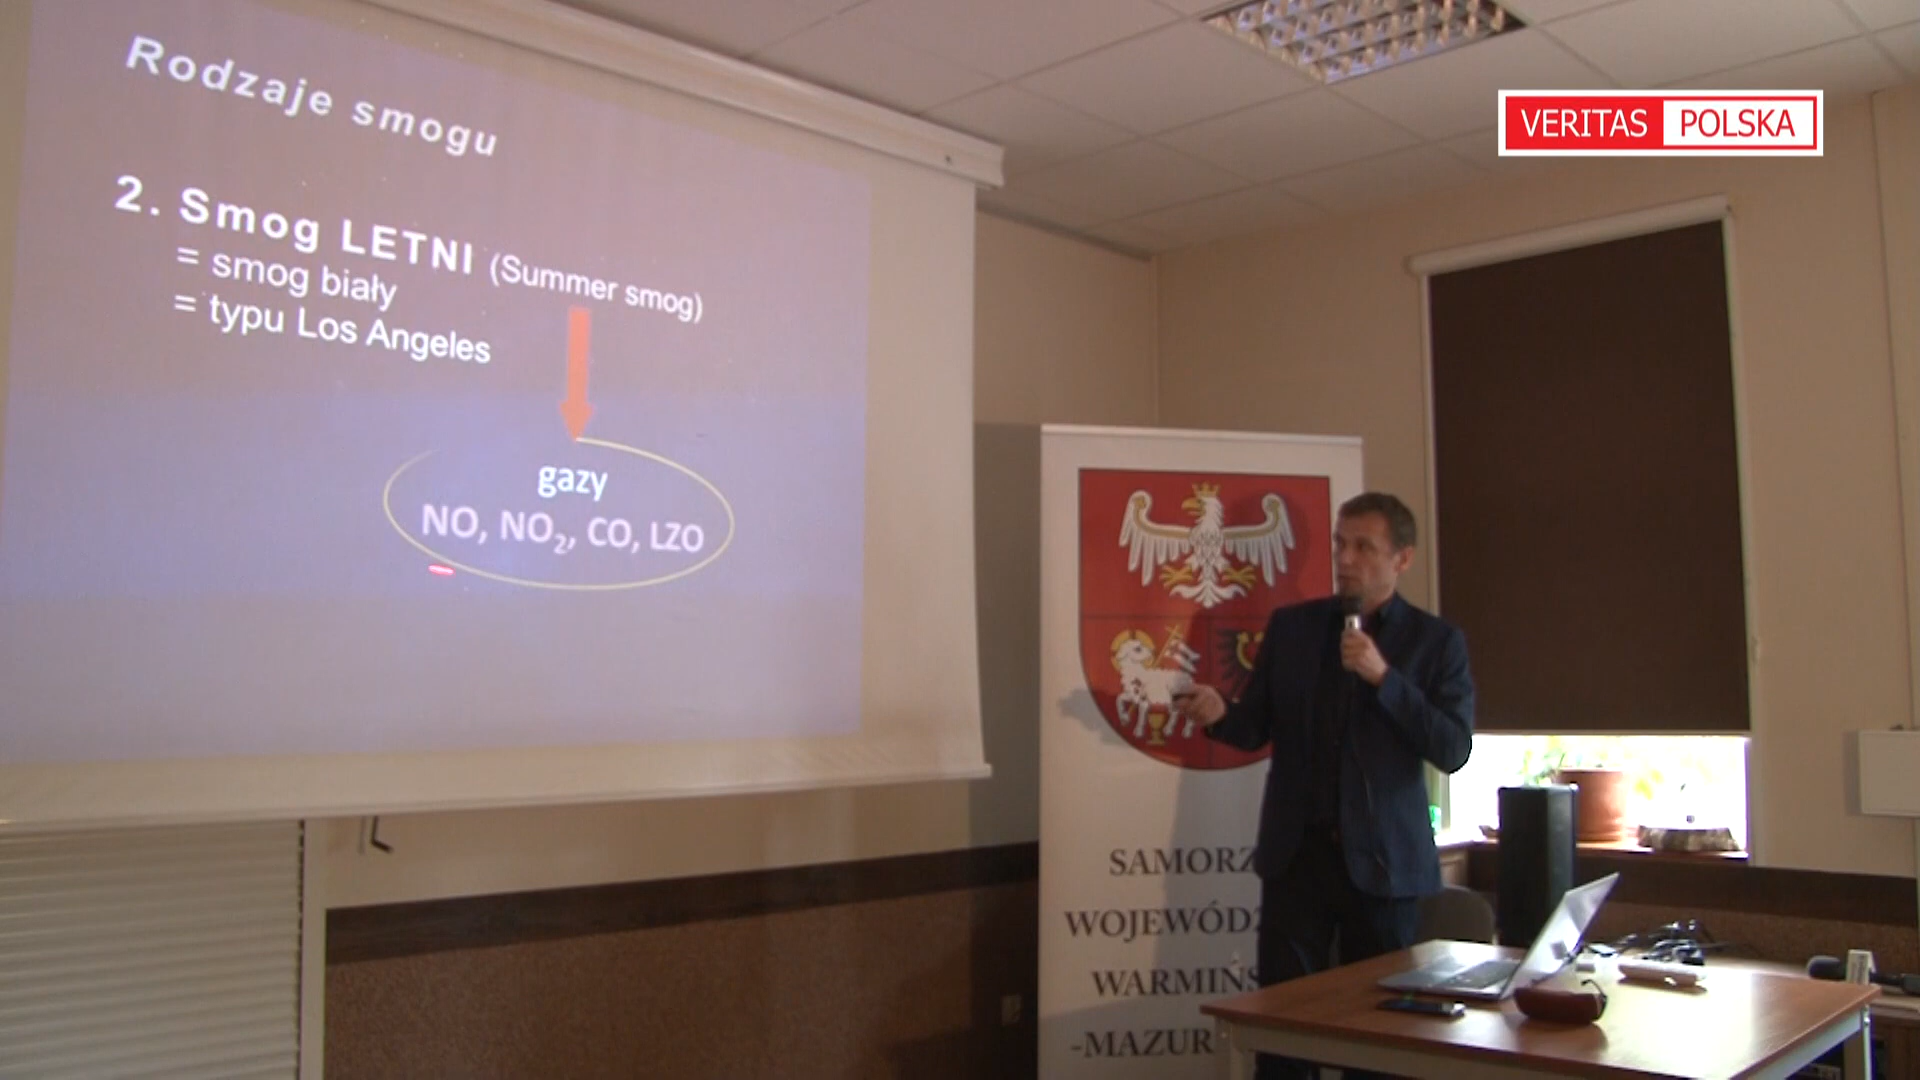 Rodzaje smogu
2. Smog LETNI (Summer smog)
= smog biały
= typu Los Angeles
gazy
NO, NO₂, CO, LZO
VERITAS POLSKA
SAMORZ
WOJEWÓDZ
WARMIŃS
-MAZUR